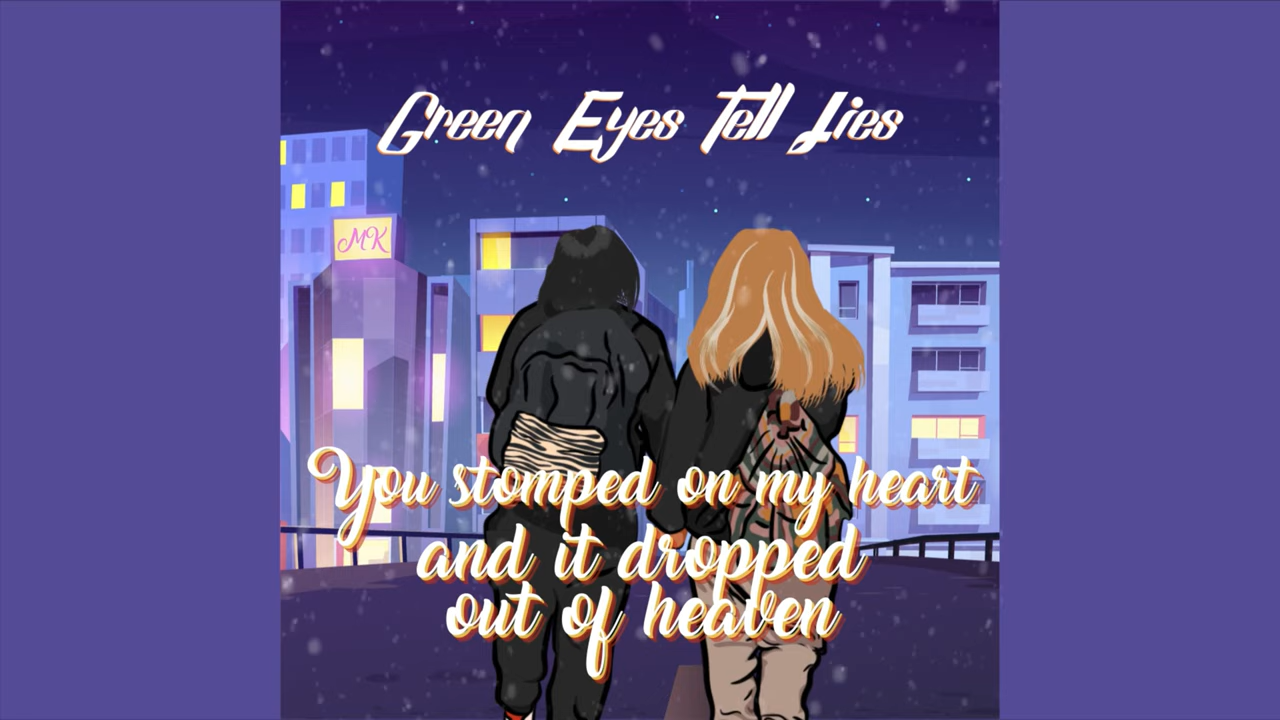 Green Eyes Tell Lies
MK
You stomped on my heart
and it dropped
out of heaven